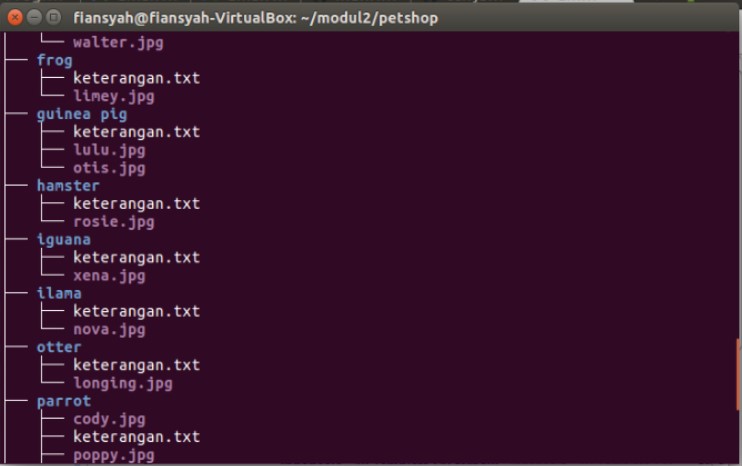 fiansyah@fiansyah-VirtualBox: ~/modul2/petshop
walter.jpg
frog
keterangan.txt
limey.jpg
guinea pig
keterangan.txt
lulu.jpg
otis.jpg
hamster
keterangan.txt
rosie.jpg
iguana
keterangan.txt
xena.jpg
ilama
keterangan.txt
nova.jpg
otter
keterangan.txt
longing.jpg
parrot
cody.jpg
keterangan.txt
poppy.jpg